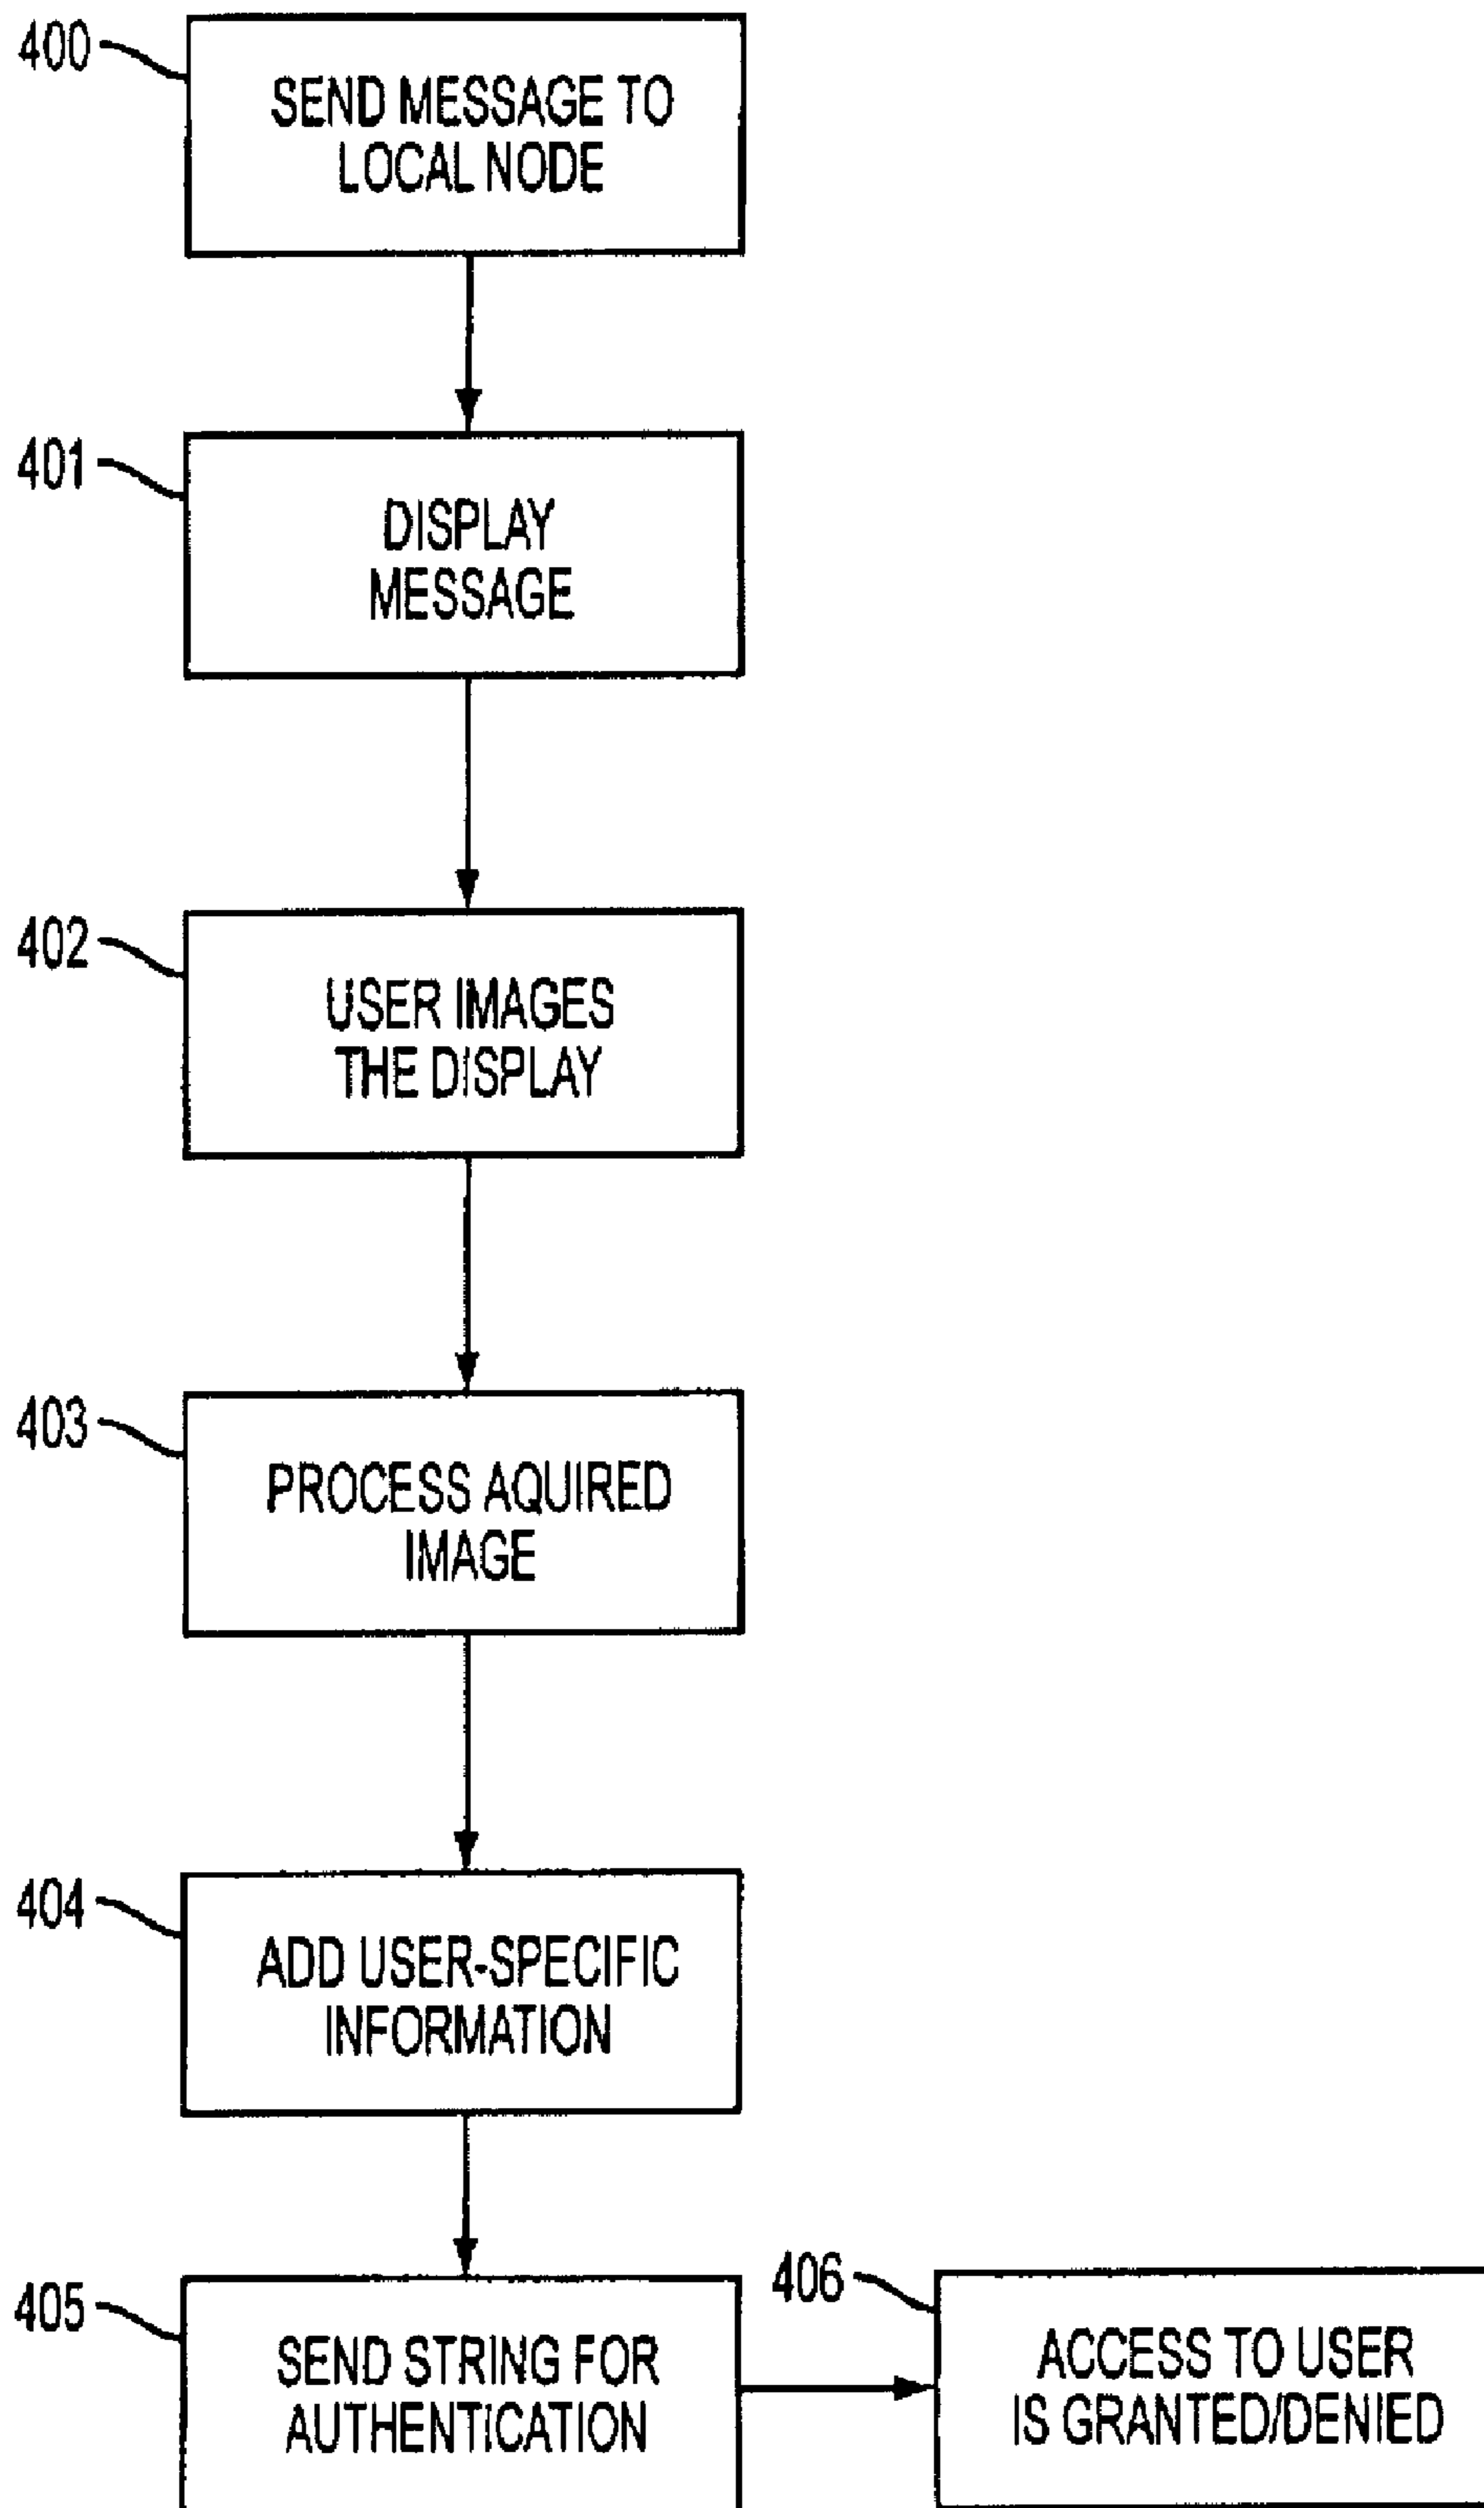 400
SEND MESSAGE TO
LOCAL NODE
401
DISPLAY
MESSAGE
402
USER IMAGES
THE DISPLAY
403
PROCESS AQUIRED
IMAGE
404
ADD USER-SPECIFIC
INFORMATION
405
SEND STRING FOR
AUTHENTICATION
406
ACCESS TO USER
IS GRANTED/DENIED